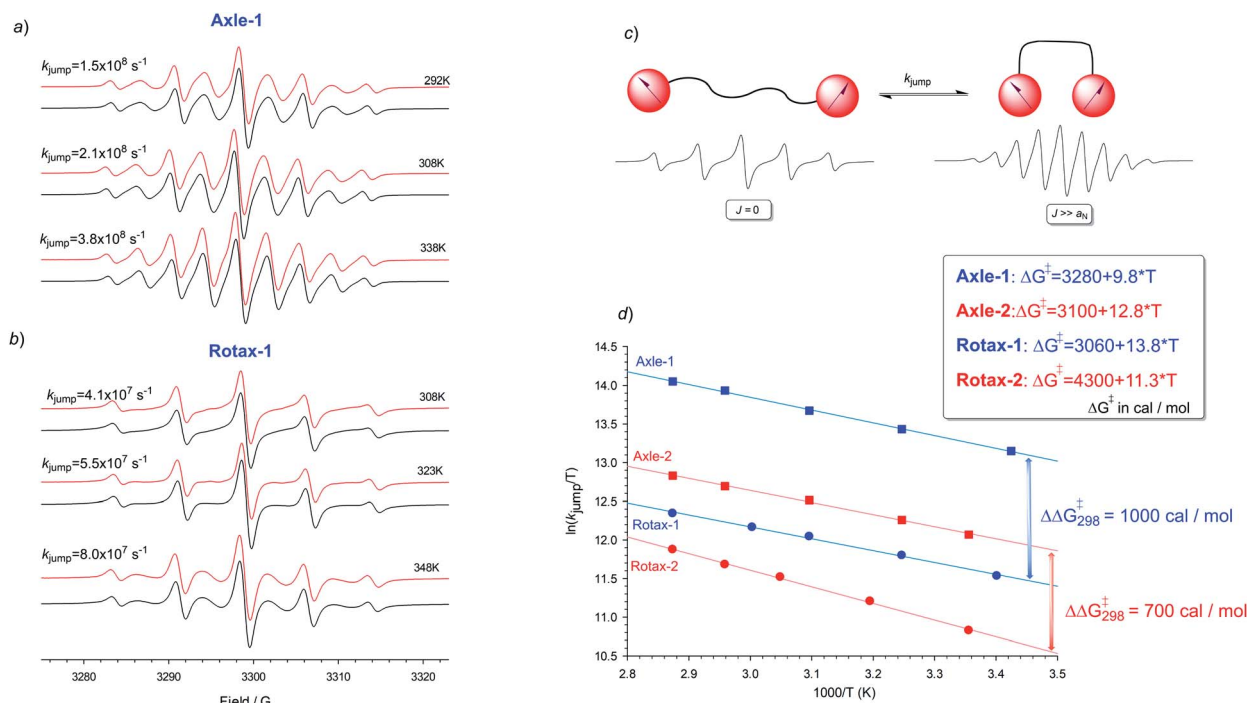 a)
Axle-1
kjump=1.5x10⁸ s⁻¹
292K
kjump=2.1x10⁸ s⁻¹
308K
kjump=3.8x10⁸ s⁻¹
338K
b)
Rotax-1
kjump=4.1x10⁷ s⁻¹
308K
kjump=5.5x10⁷ s⁻¹
323K
kjump=8.0x10⁷ s⁻¹
348K
3280 3290 3300 3310 3320
Field / G
c)
kjump
J = 0
J >> aN
Axle-1: ΔG‡=3280+9.8*T
Axle-2:ΔG‡=3100+12.8*T
Rotax-1: ΔG‡=3060+13.8*T
Rotax-2: ΔG‡=4300+11.3*T
ΔG‡ in cal / mol
d)
14.5
14.0
13.5
13.0
12.5
12.0
11.5
11.0
10.5
ln(kjump/T)
Axle-1
Axle-2
Rotax-1
Rotax-2
ΔΔG‡298 = 1000 cal / mol
ΔΔG‡298 = 700 cal / mol
2.8 2.9 3.0 3.1 3.2 3.3 3.4 3.5
1000/T (K)